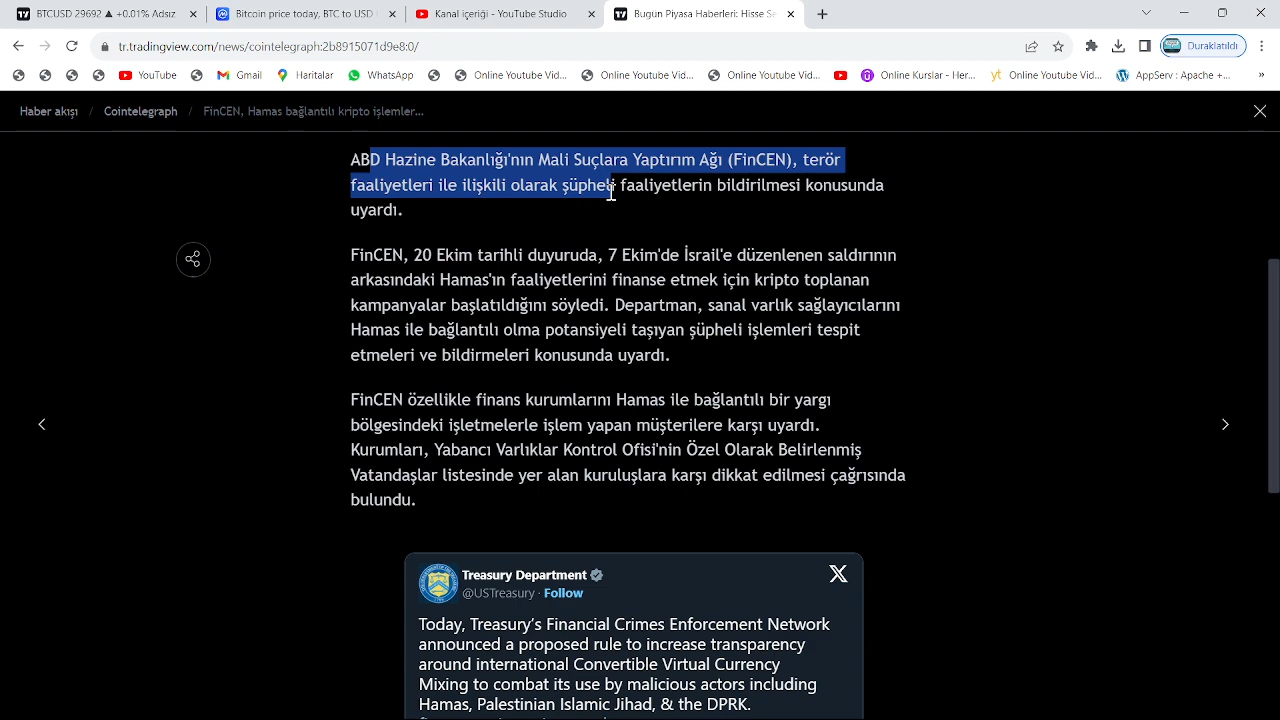 BTCUSD 29692 ▲ +0.01% Adsız
Bitcoin price today, BTC to USD l
Kanal içeriği - YouTube Studio
Bugün Piyasa Haberleri: Hisse Se
tr.tradingview.com/news/cointelegraph:2b8915071d9e8:0/
Duraklatıldı
YouTube
Gmail
Haritalar
WhatsApp
Online Youtube Vid...
Online Youtube Vid...
Online Youtube Vid...
Online Kurslar - Her...
Online Youtube Vid...
AppServ : Apache +...
»
Haber akışı / Cointelegraph / FinCEN, Hamas bağlantılı kripto işlemler...
ABD Hazine Bakanlığı'nın Mali Suçlara Yaptırım Ağı (FinCEN), terör
faaliyetleri ile ilişkili olarak şüpheli faaliyetlerin bildirilmesi konusunda
uyardı.
FinCEN, 20 Ekim tarihli duyuruda, 7 Ekim'de İsrail'e düzenlenen saldırının
arkasındaki Hamas'ın faaliyetlerini finanse etmek için kripto toplanan
kampanyalar başlatıldığını söyledi. Departman, sanal varlık sağlayıcılarını
Hamas ile bağlantılı olma potansiyeli taşıyan şüpheli işlemleri tespit
etmeleri ve bildirmeleri konusunda uyardı.
FinCEN özellikle finans kurumlarını Hamas ile bağlantılı bir yargı
bölgesindeki işletmelerle işlem yapan müşterilere karşı uyardı.
Kurumları, Yabancı Varlıklar Kontrol Ofisi'nin Özel Olarak Belirlenmiş
Vatandaşlar listesinde yer alan kuruluşlara karşı dikkat edilmesi çağrısında
bulundu.
Treasury Department
@USTreasury · Follow
Today, Treasury's Financial Crimes Enforcement Network
announced a proposed rule to increase transparency
around international Convertible Virtual Currency
Mixing to combat its use by malicious actors including
Hamas, Palestinian Islamic Jihad, & the DPRK.